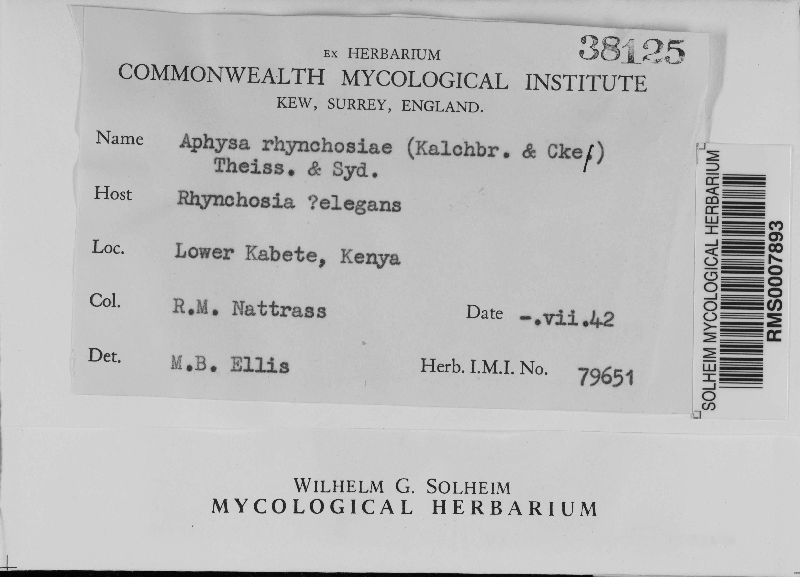 38125
EX HERBARIUM
COMMONWEALTH MYCOLOGICAL INSTITUTE
KEW, SURREY, ENGLAND.
Name Aphysa rhynchosiae (Kalchbr. & Cke/)
Theiss. & Syd.
Host Rhynchosia ?elegans
Loc. Lower Kabete, Kenya
Col. R.M. Nattrass Date -.vii.42
Det. M.B. Ellis Herb. I.M.I. No. 79651
SOLHEIM MYCOLOGICAL HERBARIUM
RMS0007893
WILHELM G. SOLHEIM
MYCOLOGICAL HERBARIUM